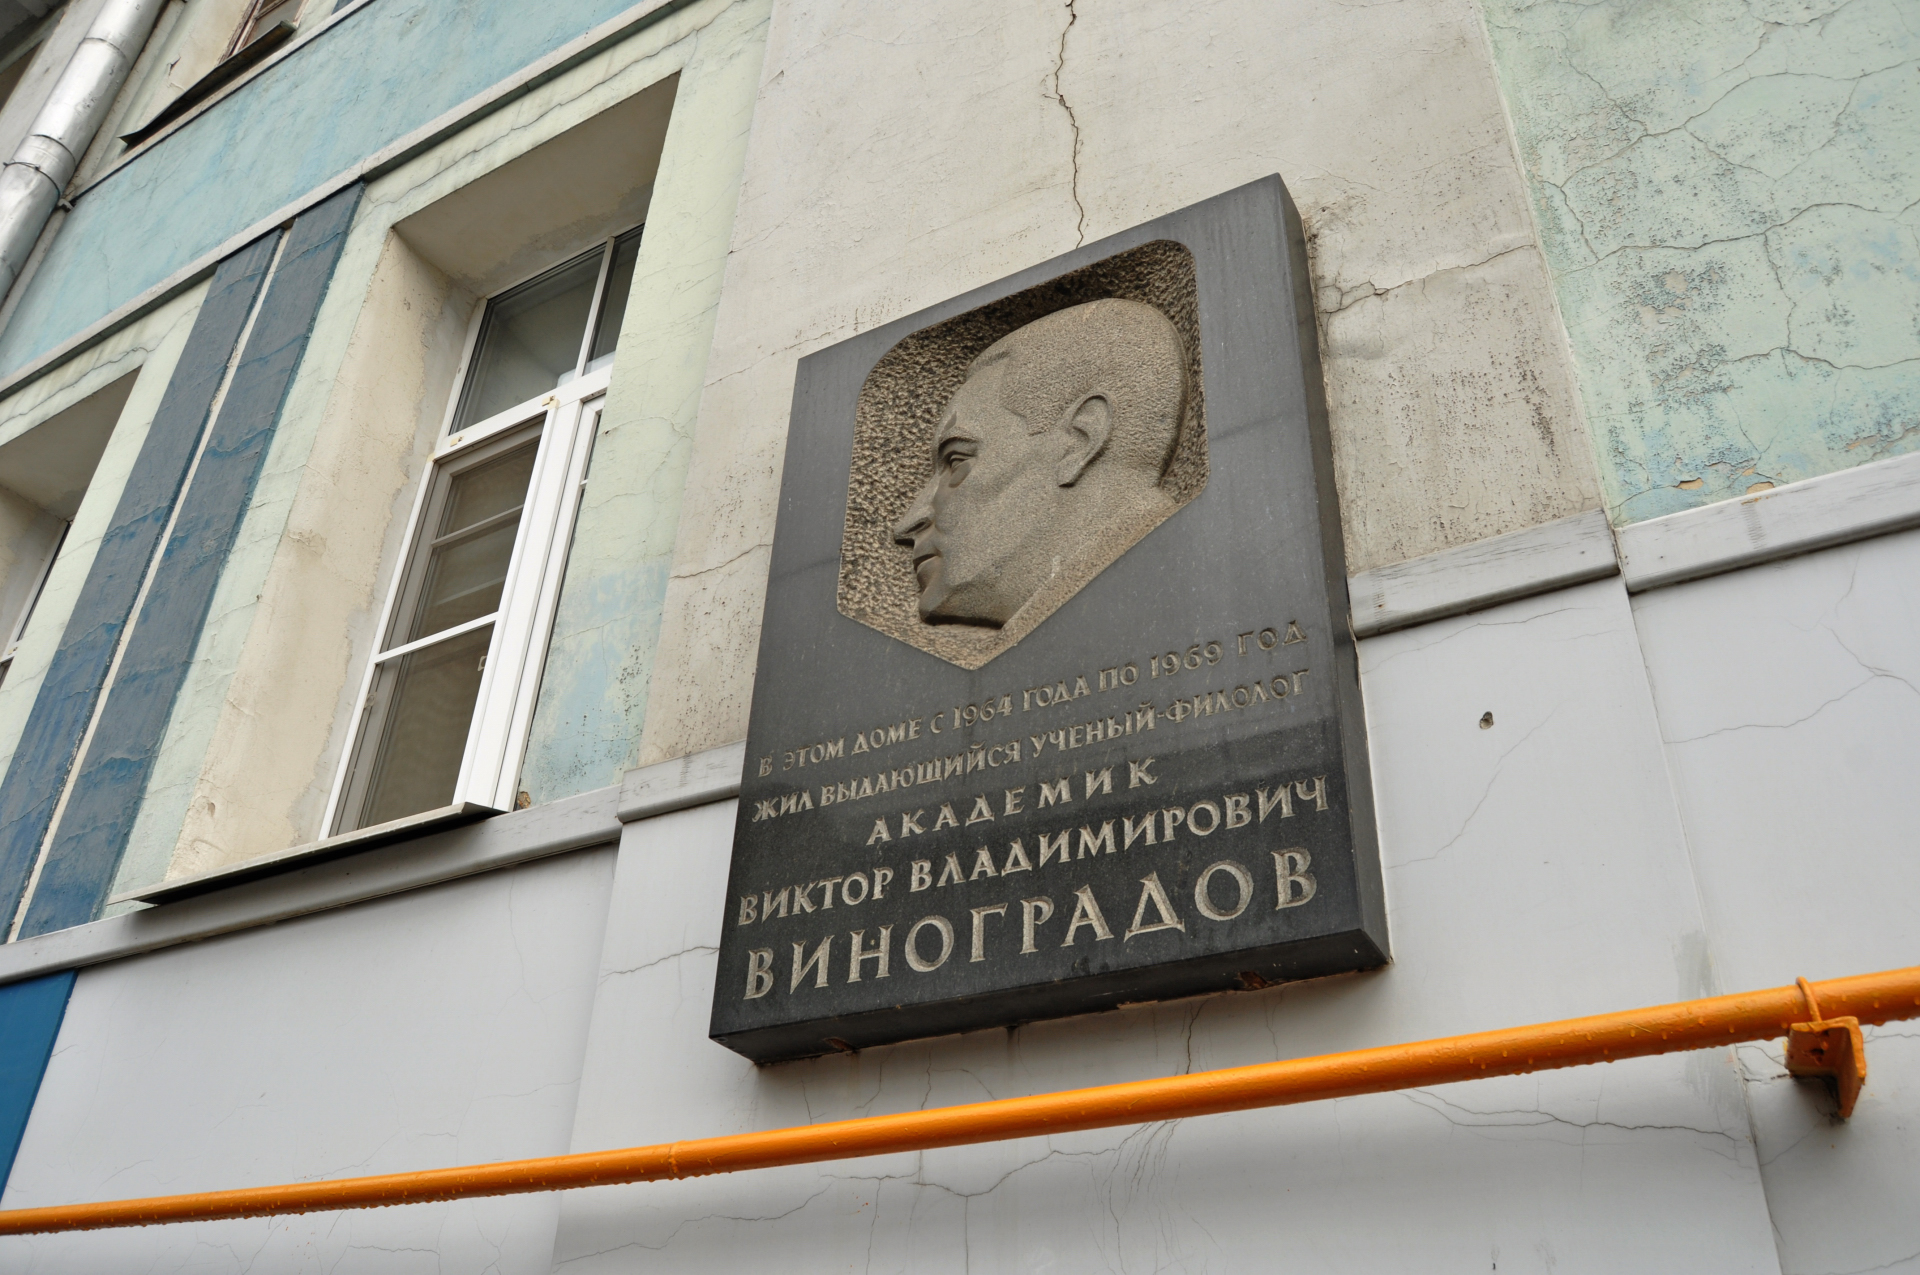 В ЭТОМ ДОМЕ С 1964 ГОДА ПО 1969 ГОД
ЖИЛ ВЫДАЮЩИЙСЯ УЧЕНЫЙ-ФИЛОЛОГ
АКАДЕМИК
ВИКТОР ВЛАДИМИРОВИЧ
ВИНОГРАДОВ